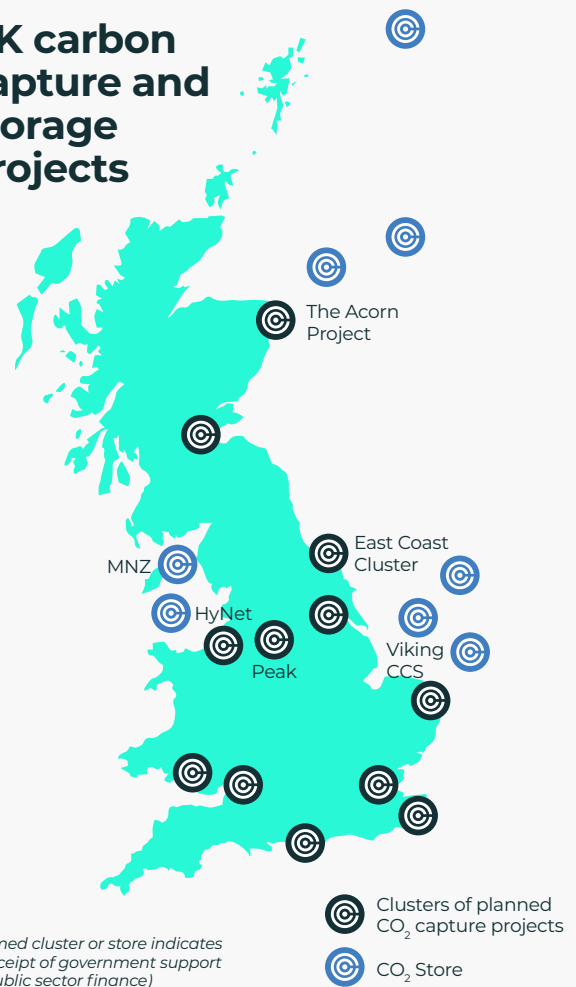 K carbon
apture and
orage
rojects
The Acorn
Project
East Coast
Cluster
MNZ
HyNet
Viking
CCS
Peak
Clusters of planned
CO₂ capture projects
CO₂ Store
med cluster or store indicates
ceipt of government support
ublic sector finance)